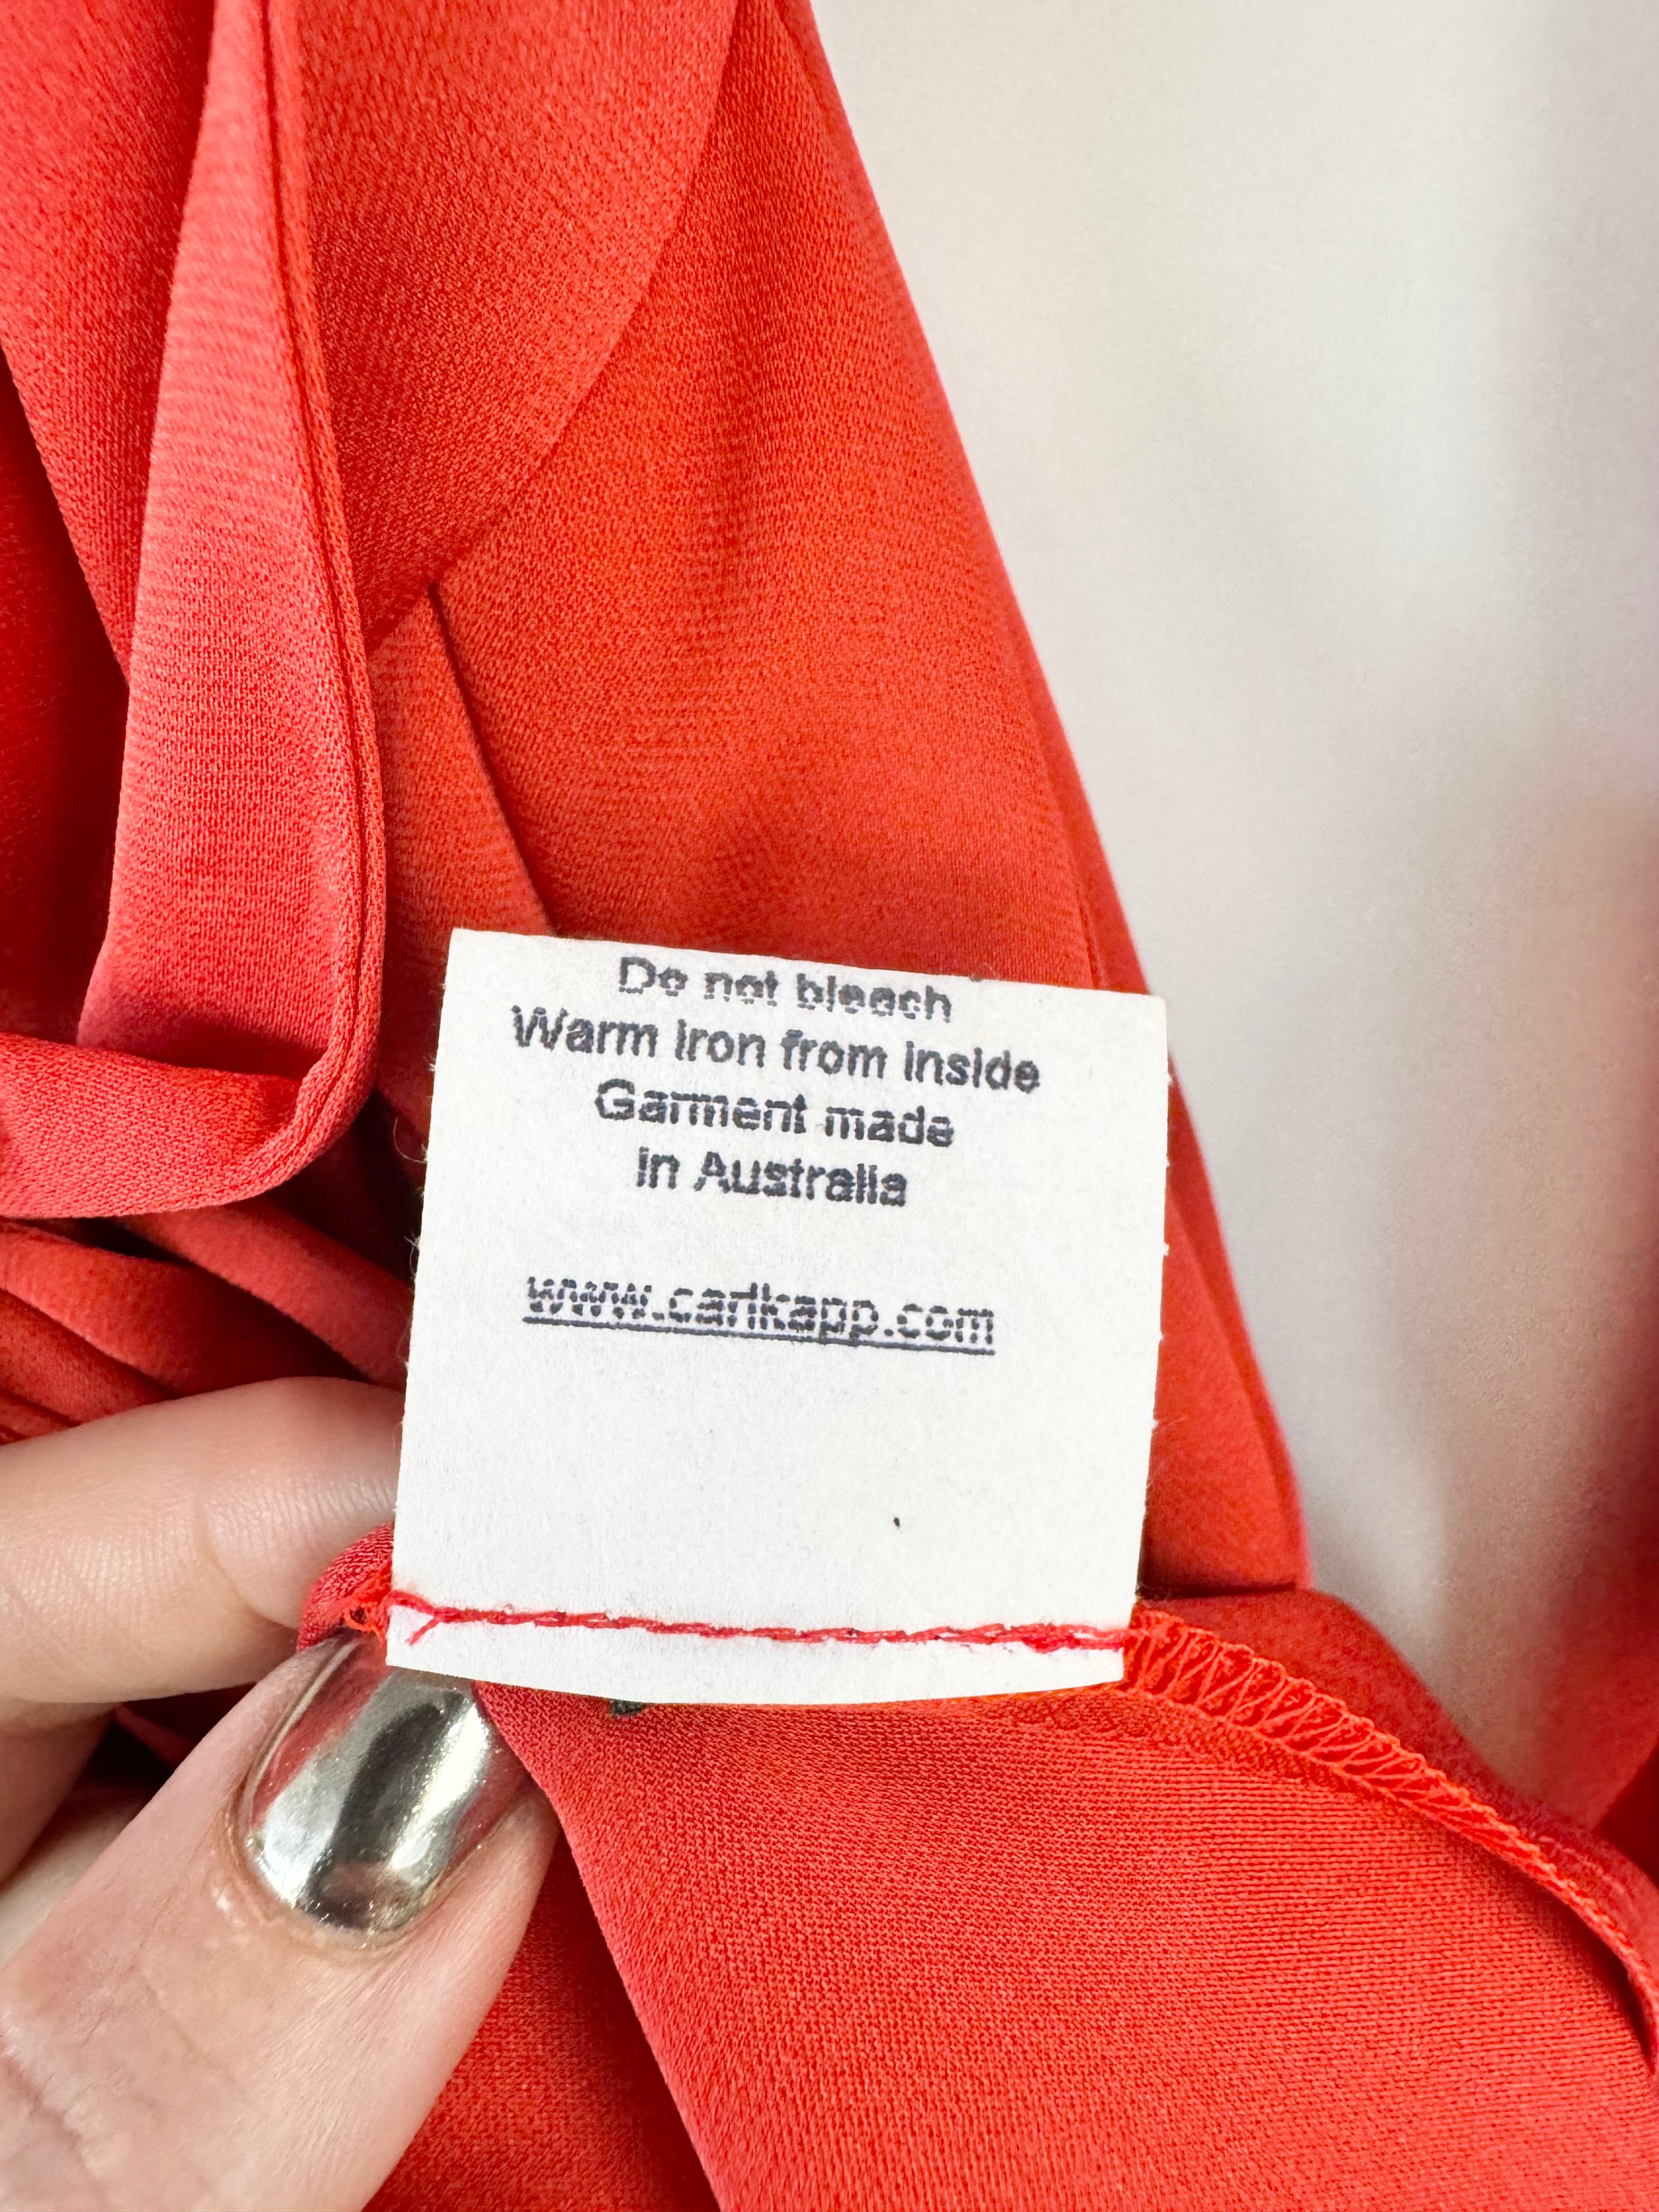 Do not bleach
Warm iron from inside
Garment made
in Australia
www.carlkapp.com